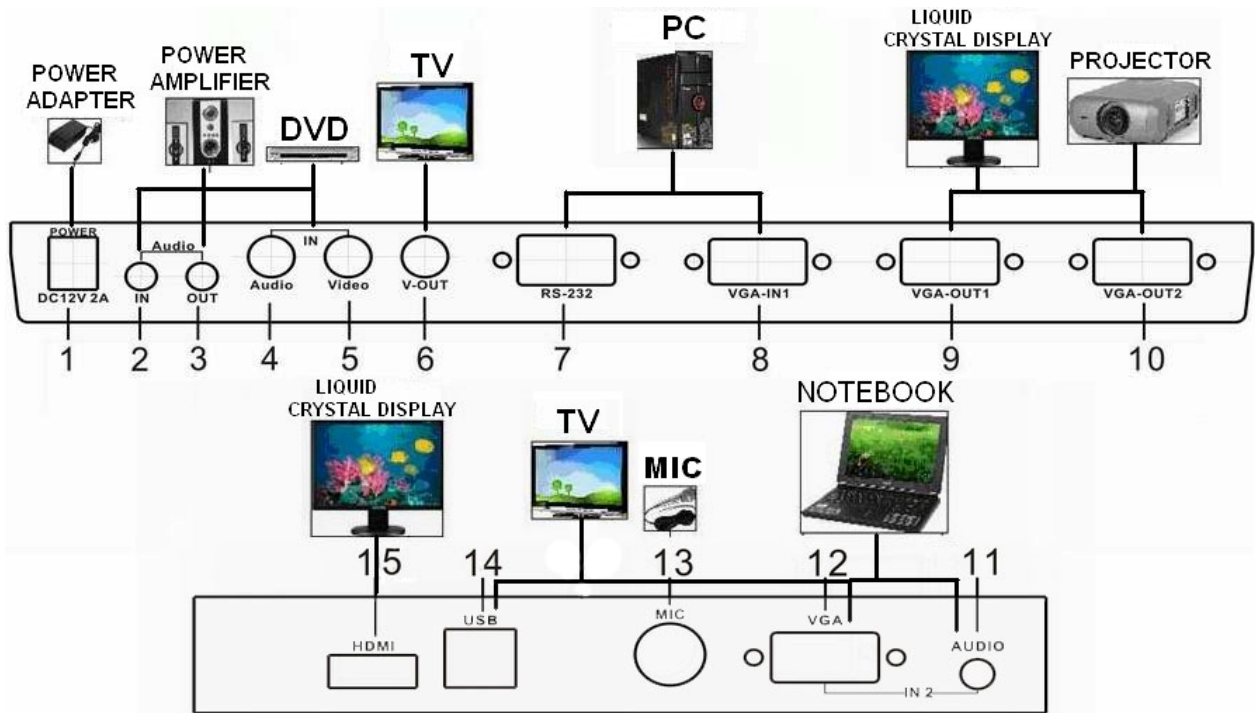 POWER
ADAPTER
POWER
AMPLIFIER
DVD
TV
PC
LIQUID
CRYSTAL DISPLAY
PROJECTOR
POWER
DC12V 2A
Audio
IN
OUT
IN
Audio
Video
V-OUT
RS-232
VGA-IN1
VGA-OUT1
VGA-OUT2
1
2
3
4
5
6
7
8
9
10
LIQUID
CRYSTAL DISPLAY
TV
MIC
NOTEBOOK
15
14
13
12
11
HDMI
USB
MIC
VGA
AUDIO
IN 2